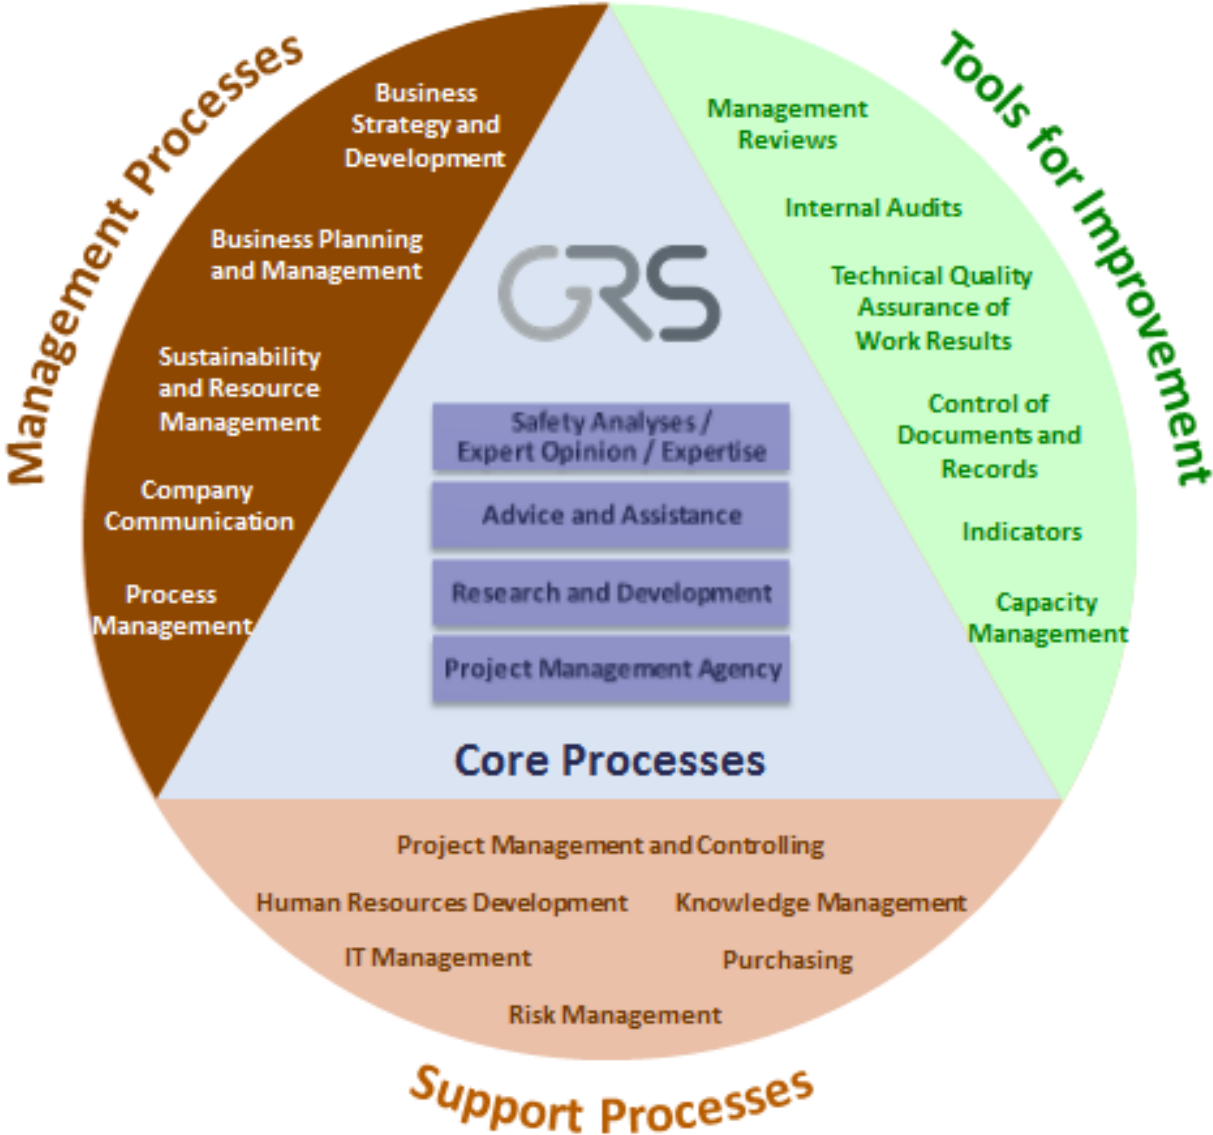 Management Processes
Business
Strategy and
Development
Business Planning
and Management
Sustainability
and Resource
Management
Company
Communication
Process
Management
Tools for Improvement
Management
Reviews
Internal Audits
Technical Quality
Assurance of
Work Results
Control of
Documents and
Records
Indicators
Capacity
Management
GRS
Safety Analyses /
Expert Opinion / Expertise
Advice and Assistance
Research and Development
Project Management Agency
Core Processes
Project Management and Controlling
Human Resources Development
Knowledge Management
IT Management
Purchasing
Risk Management
Support Processes